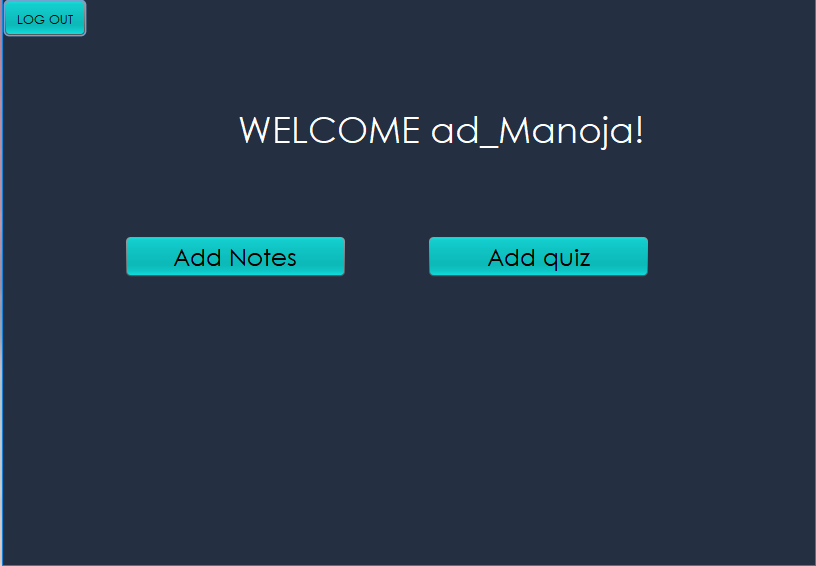 LOG OUT
WELCOME ad_Manoja!
Add Notes
Add quiz